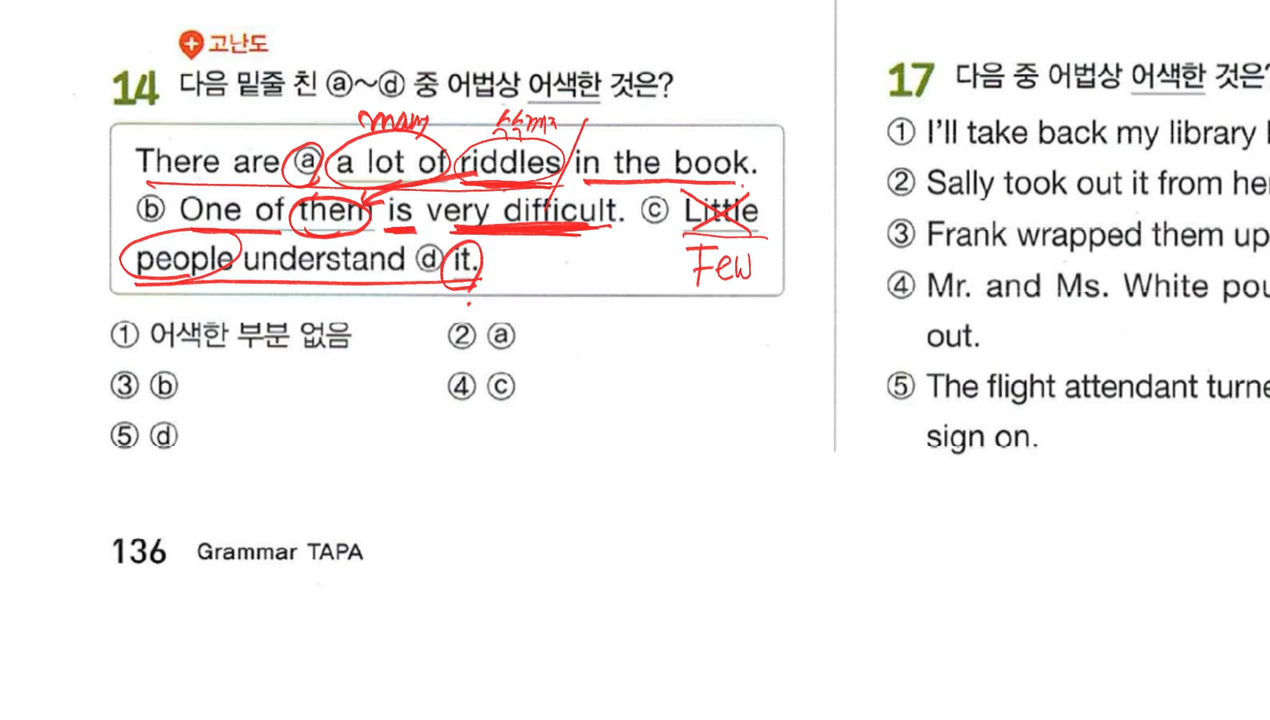 고난도
14 다음 밑줄 친 ⓐ~ⓓ 중 어법상 어색한 것은?
many
There are ⓐ a lot of riddles in the book.
ⓑ One of them is very difficult. ⓒ Little
Few
people understand ⓓ it.
① 어색한 부분 없음 ② ⓐ
③ ⓑ ④ ⓒ
⑤ ⓓ
136 Grammar TAPA
17 다음 중 어법상 어색한 것은?
① I'll take back my library
② Sally took out it from
③ Frank wrapped them up
④ Mr. and Ms. White
out.
⑤ The flight attendant
sign on.